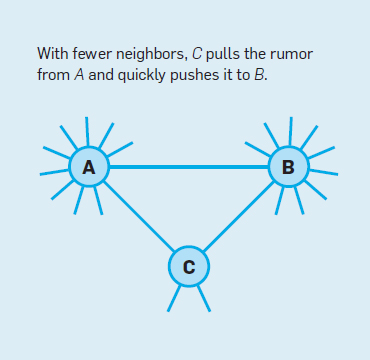 With fewer neighbors, C pulls the rumor
from A and quickly pushes it to B.
A
B
C